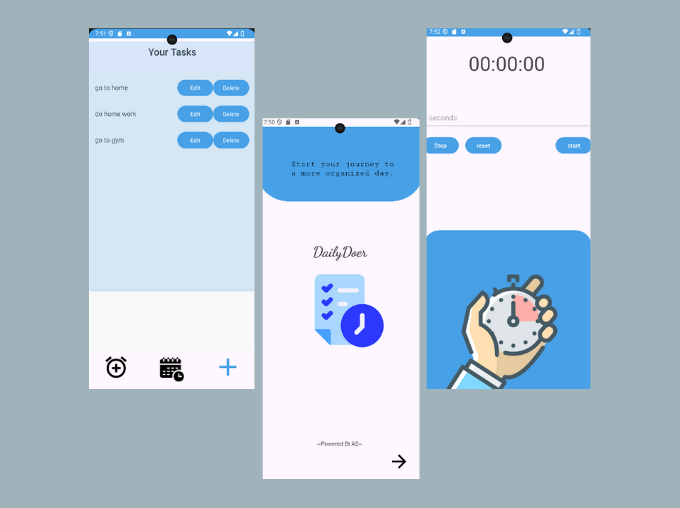 7:51
Your Tasks
go to home Edit Delete
do home work Edit Delete
go to gym Edit Delete
7:50
Start your journey to
a more organized day.
DailyDoer
~Powered Bt AS~
7:52
00:00:00
seconds
Stop reset start